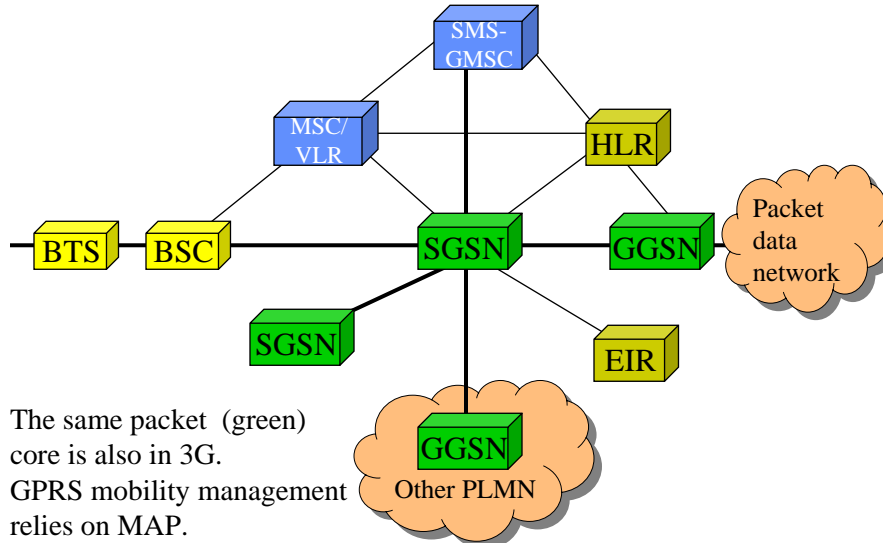 SMS-
GMSC
MSC/
VLR
HLR
Packet
data
network
BTS
BSC
SGSN
GGSN
SGSN
EIR
The same packet (green)
core is also in 3G.
GPRS mobility management
relies on MAP.
GGSN
Other PLMN